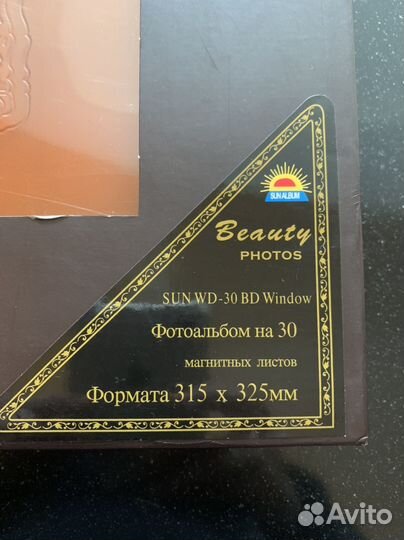 SUN ALBUM
Beauty
PHOTOS
SUN WD-30 BD Window
Фотоальбом на 30
магнитных листов
Формата 315 x 325мм
Avito